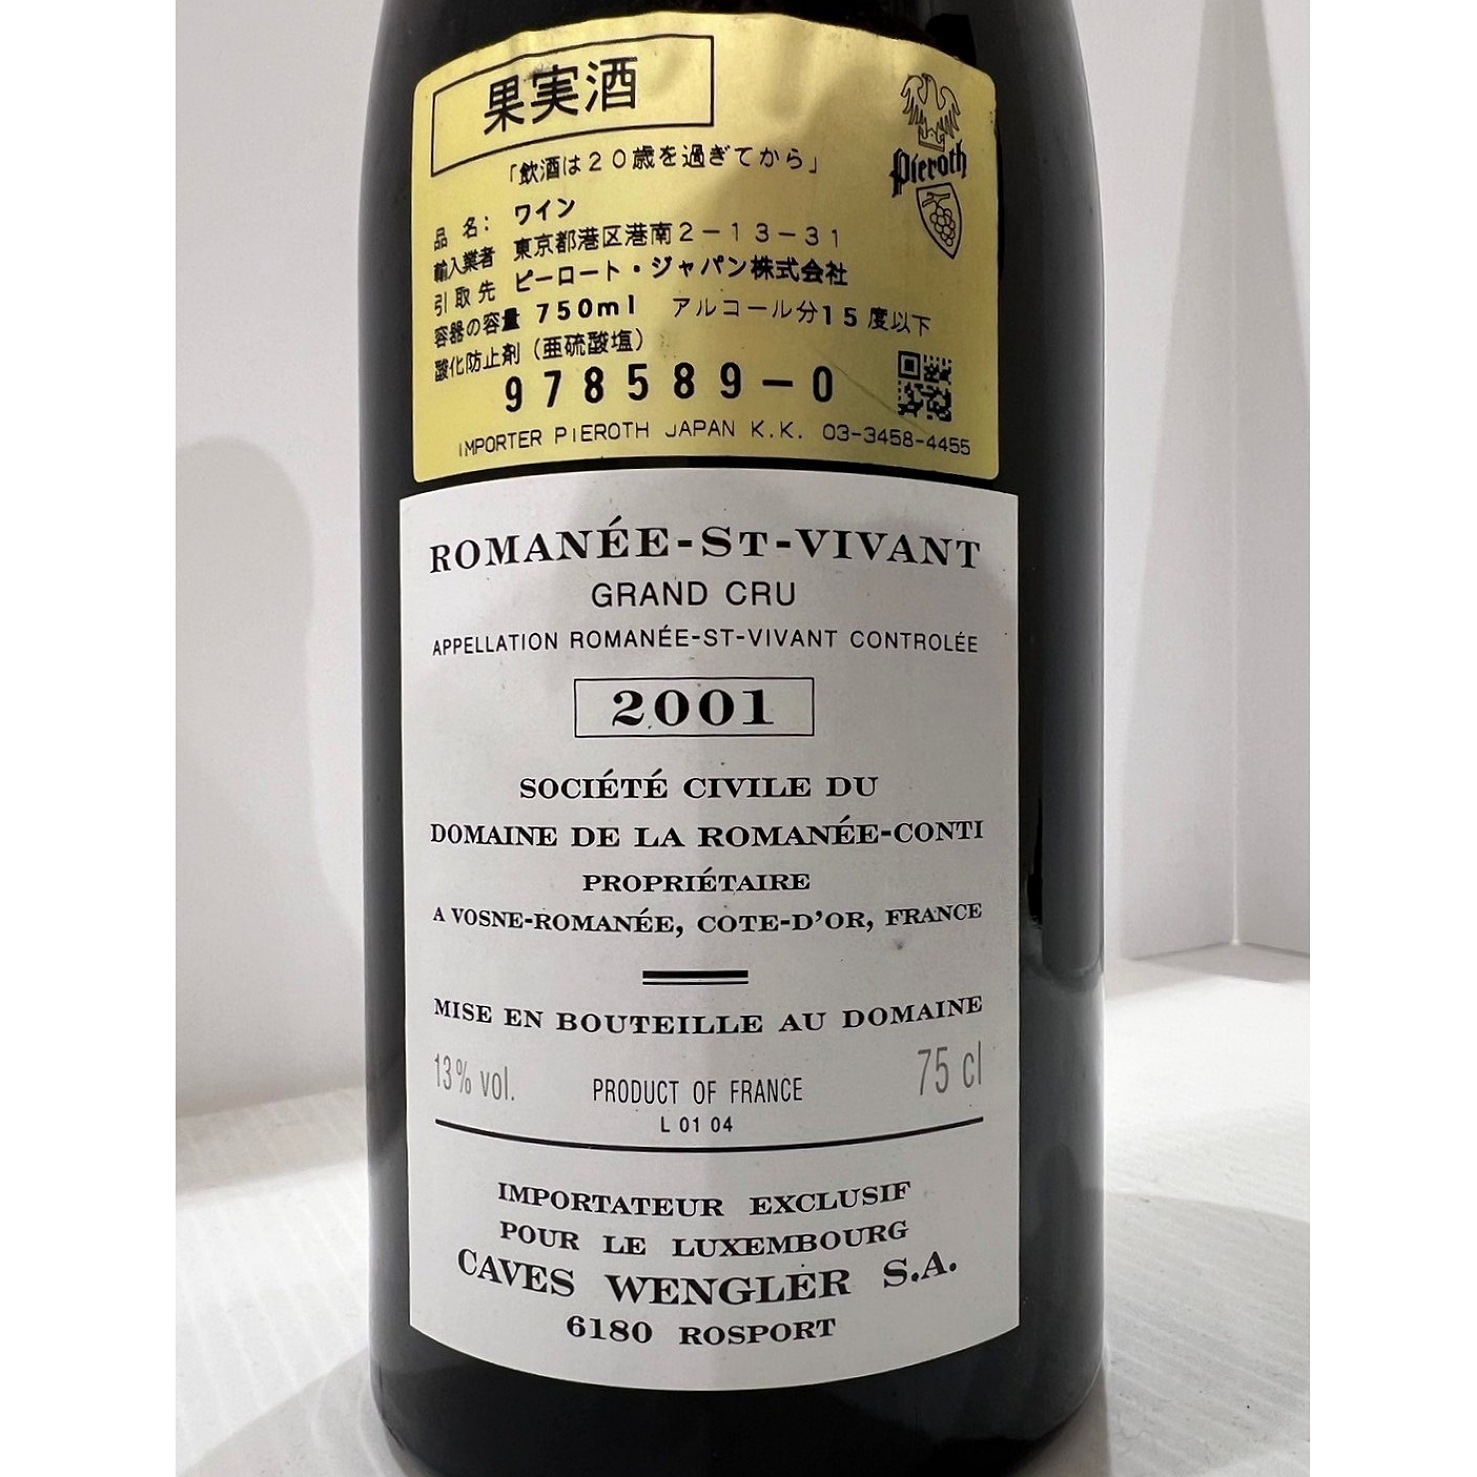 果実酒
「飲酒は20歳を過ぎてから」
Pieroth
品名: ワイン
輸入業者 東京都港区港南2-13-31
引取先 ピーロート・ジャパン株式会社
容器の容量 750ml アルコール分15度以下
酸化防止剤(亜硫酸塩)
978589-0
IMPORTER PIEROTH JAPAN K.K. 03-3458-4455
ROMANÉE-ST-VIVANT
GRAND CRU
APPELLATION ROMANÉE-ST-VIVANT CONTROLÉE
2001
SOCIÉTÉ CIVILE DU
DOMAINE DE LA ROMANÉE-CONTI
PROPRIÉTAIRE
A VOSNE-ROMANÉE, COTE-D'OR, FRANCE
MISE EN BOUTEILLE AU DOMAINE
13% vol. PRODUCT OF FRANCE 75 cl
L 01 04
IMPORTATEUR EXCLUSIF
POUR LE LUXEMBOURG
CAVES WENGLER S.A.
6180 ROSPORT